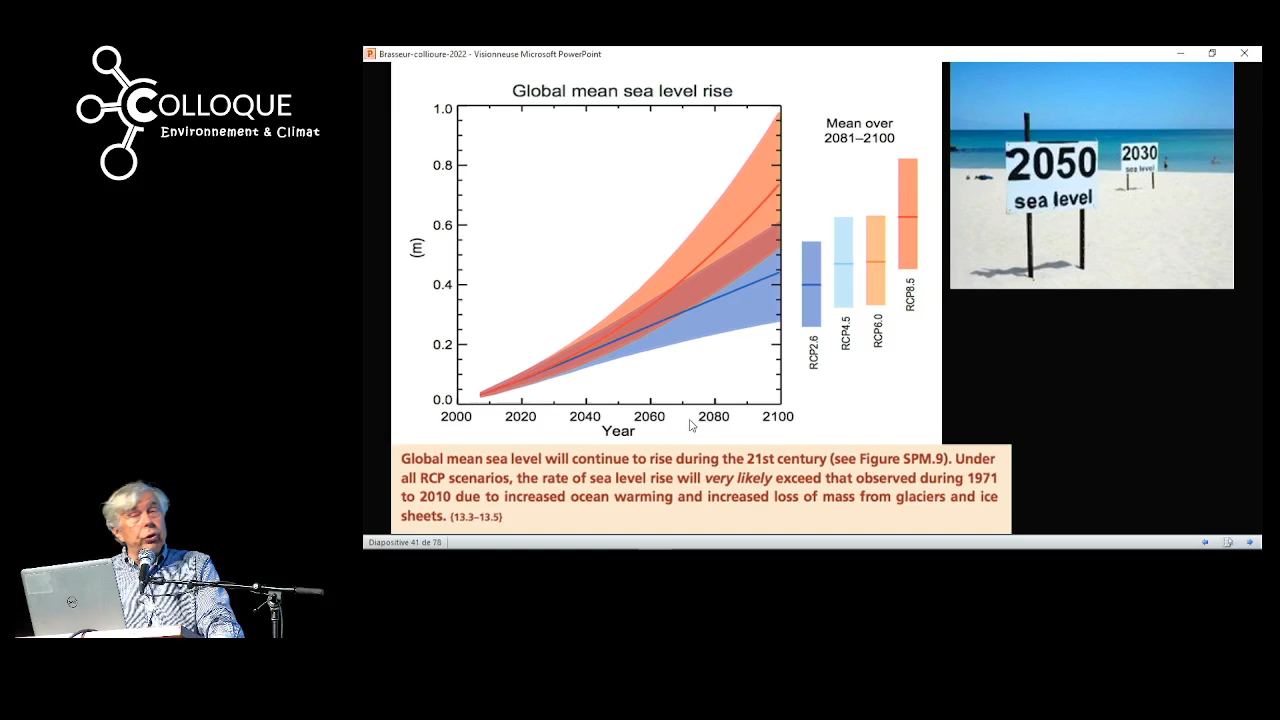 COLLOQUE
Environnement & Climat
Brasseur-collioure-2022 - Visionneuse Microsoft PowerPoint
Global mean sea level rise
1.0
0.8
0.6
0.4
0.2
0.0
(m)
2000 2020 2040 2060 2080 2100
Year
Mean over
2081–2100
RCP2.6
RCP4.5
RCP6.0
RCP8.5
2050
sea level
2030
sea level
Global mean sea level will continue to rise during the 21st century (see Figure SPM.9). Under
all RCP scenarios, the rate of sea level rise will very likely exceed that observed during 1971
to 2010 due to increased ocean warming and increased loss of mass from glaciers and ice
sheets. {13.3–13.5}
Diapositive 41 de 78